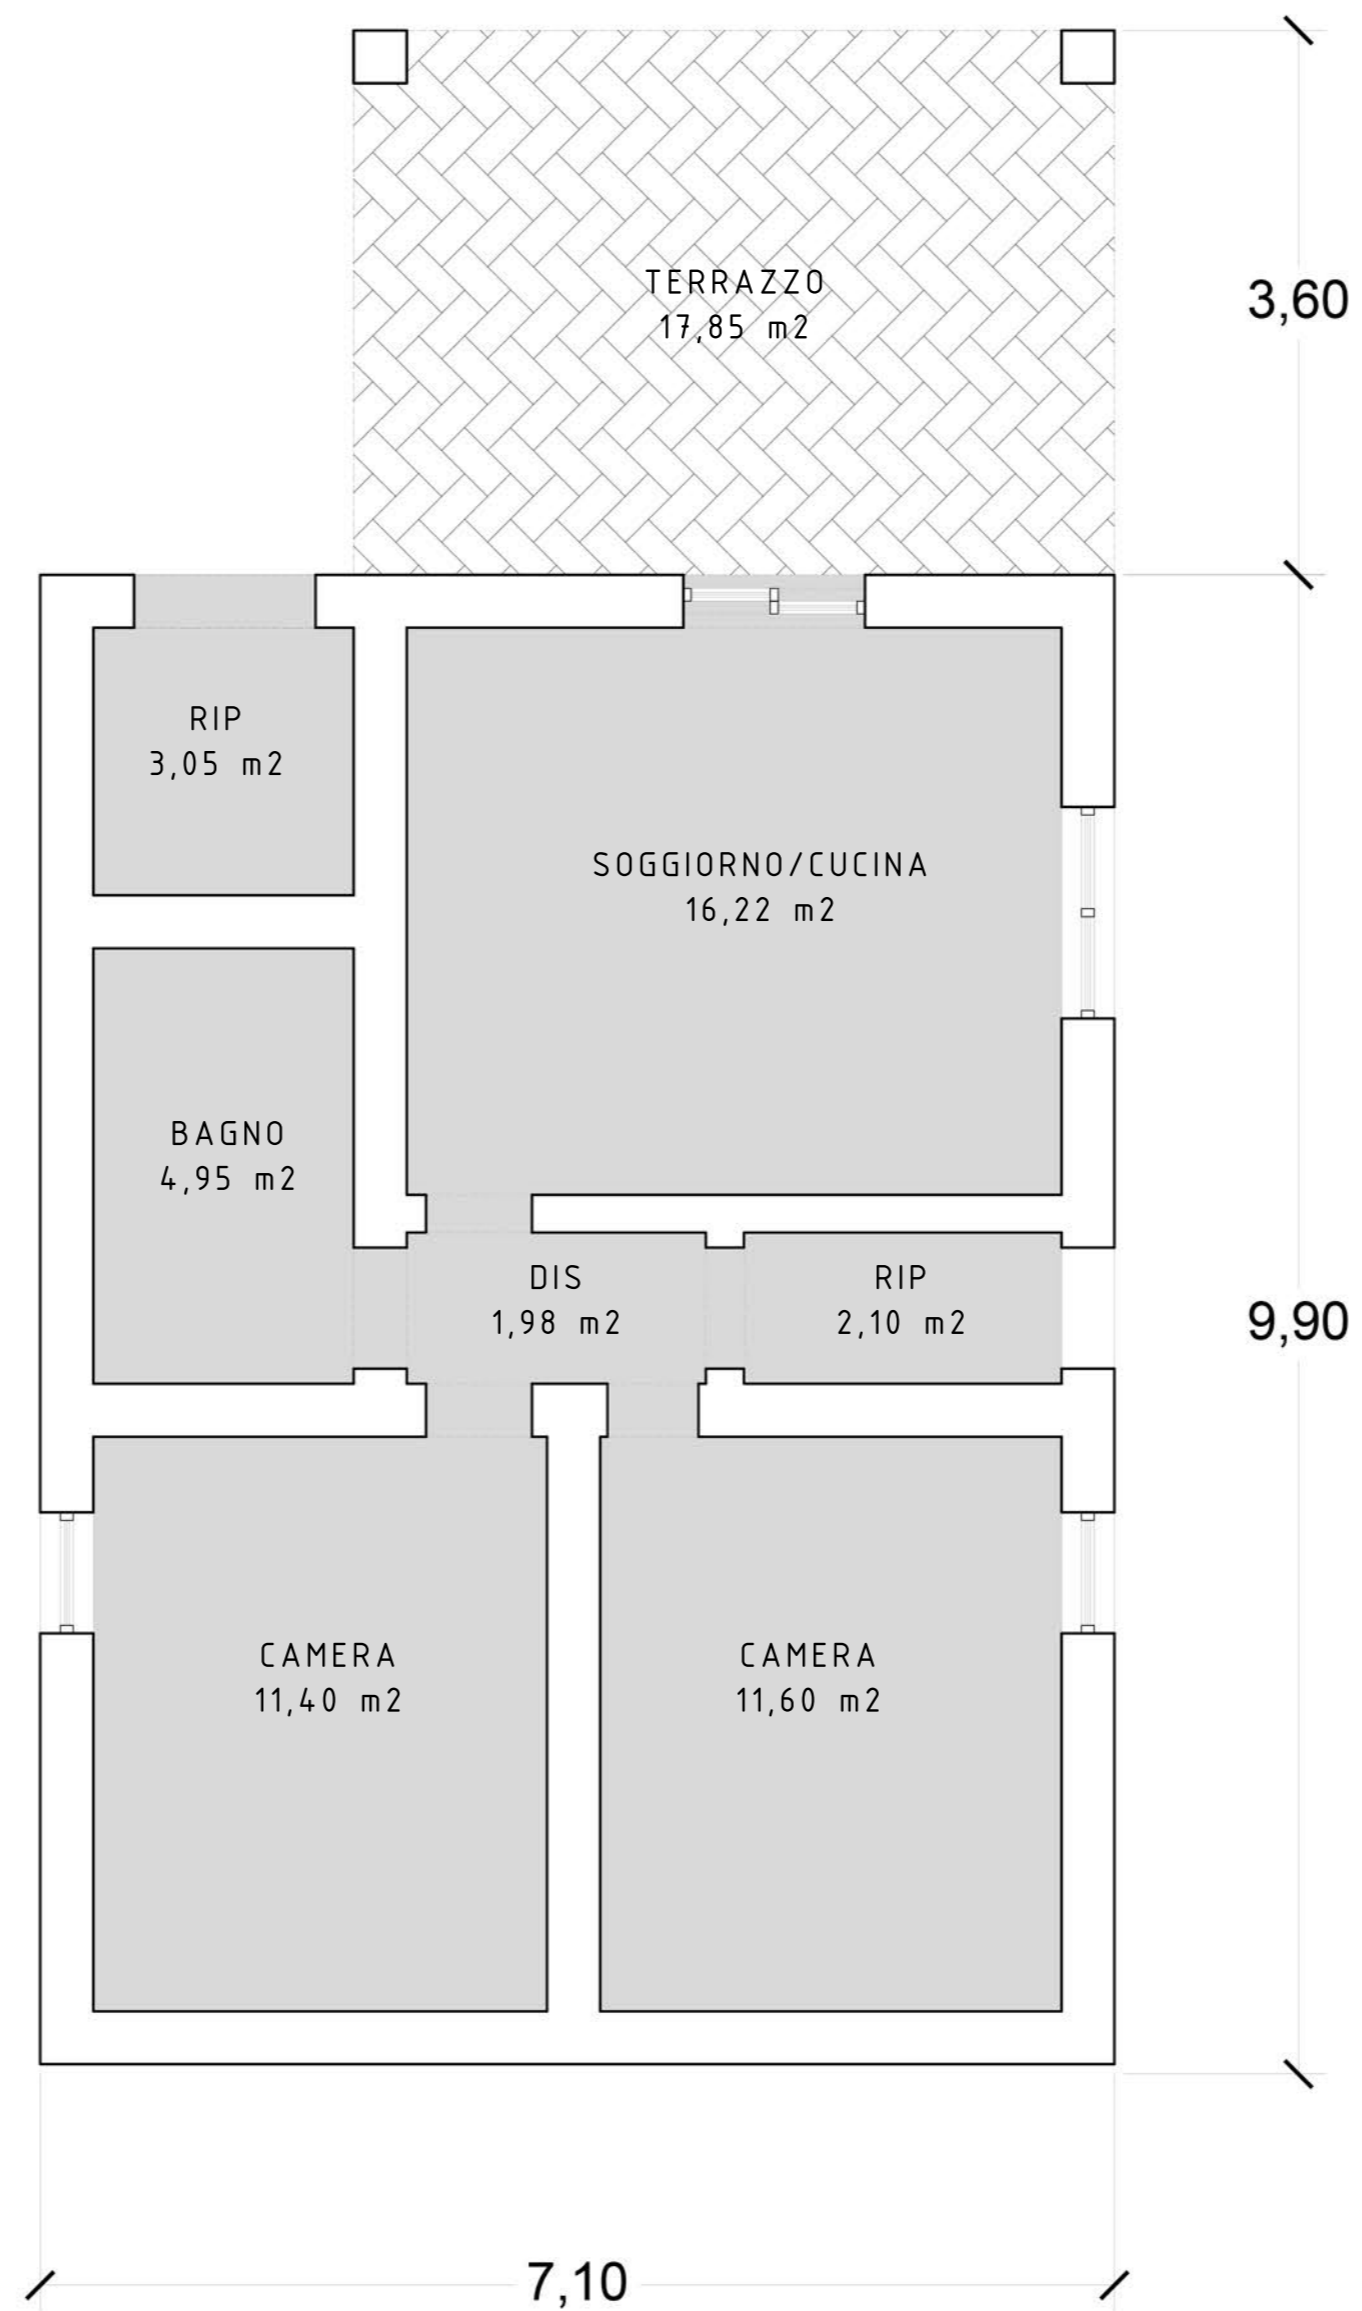 TERRAZZO
17,85 m2
3,60
RIP
3,05 m2
SOGGIORNO/CUCINA
16,22 m2
BAGNO
4,95 m2
DIS
1,98 m2
RIP
2,10 m2
9,90
CAMERA
11,40 m2
CAMERA
11,60 m2
7,10